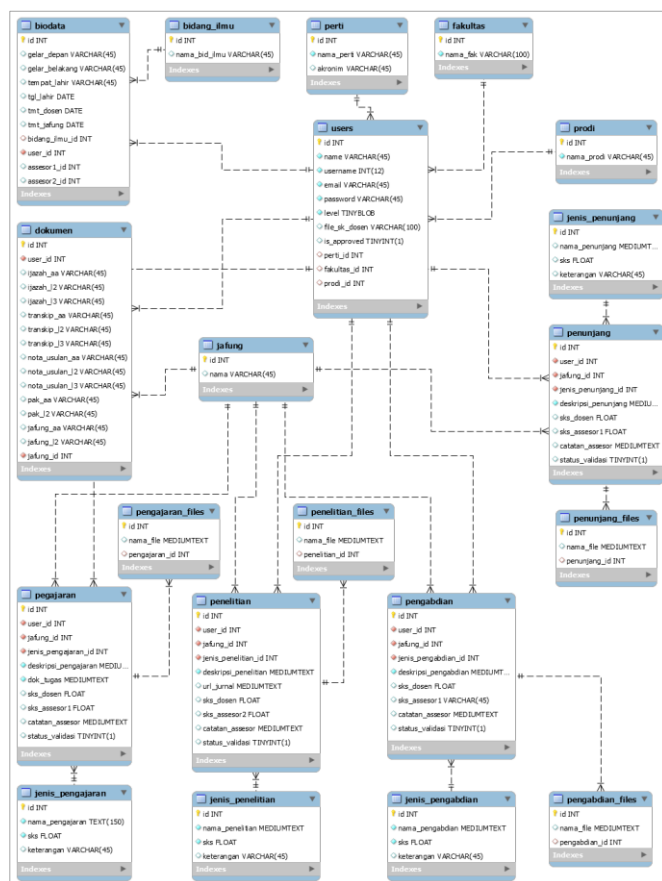 biodata
id INT
gelar_depan VARCHAR(45)
gelar_belakang VARCHAR(45)
tempat_lahir VARCHAR(45)
tgl_lahir DATE
tmt_dosen DATE
tmt_jafung DATE
bidang_ilmu_id INT
user_id INT
assesor1_id INT
assesor2_id INT
Indexes
bidang_ilmu
id INT
nama_bid_ilmu VARCHAR(45)
Indexes
perti
id INT
nama_perti VARCHAR(45)
akronim VARCHAR(45)
Indexes
fakultas
id INT
nama_fak VARCHAR(100)
Indexes
users
id INT
name VARCHAR(45)
username INT(12)
email VARCHAR(45)
password VARCHAR(45)
level TINYBLOB
file_sk_dosen VARCHAR(100)
is_approved TINYINT(1)
perti_id INT
fakultas_id INT
prodi_id INT
Indexes
prodi
id INT
nama_prodi VARCHAR(45)
Indexes
dokumen
id INT
user_id INT
ijazah_aa VARCHAR(45)
ijazah_l2 VARCHAR(45)
ijazah_l3 VARCHAR(45)
transkip_aa VARCHAR(45)
transkip_l2 VARCHAR(45)
transkip_l3 VARCHAR(45)
nota_usulan_aa VARCHAR(45)
nota_usulan_l2 VARCHAR(45)
nota_usulan_l3 VARCHAR(45)
pak_aa VARCHAR(45)
pak_l2 VARCHAR(45)
jafung_aa VARCHAR(45)
jafung_l2 VARCHAR(45)
jafung_id INT
Indexes
jenis_penunjang
id INT
nama_penunjang MEDIUMT...
sks FLOAT
keterangan VARCHAR(45)
Indexes
jafung
id INT
nama VARCHAR(45)
Indexes
penunjang
id INT
user_id INT
jafung_id INT
jenis_penunjang_id INT
deskripsi_penunjang MEDIU...
sks_dosen FLOAT
sks_assesor1 FLOAT
catatan_assesor MEDIUMTEXT
status_validasi TINYINT(1)
Indexes
pengajaran_files
id INT
nama_file MEDIUMTEXT
pengajaran_id INT
Indexes
penelitian_files
id INT
nama_file MEDIUMTEXT
penelitian_id INT
Indexes
penunjang_files
id INT
nama_file MEDIUMTEXT
penunjang_id INT
Indexes
pegajaran
id INT
user_id INT
jafung_id INT
jenis_pengajaran_id INT
deskripsi_pengajaran MEDIU...
dok_tugas MEDIUMTEXT
sks_dosen FLOAT
sks_assesor1 FLOAT
catatan_assesor MEDIUMTEXT
status_validasi TINYINT(1)
Indexes
penelitian
id INT
user_id INT
jafung_id INT
jenis_penelitian_id INT
deskripsi_penelitian MEDIUMTEXT
url_jurnal MEDIUMTEXT
sks_dosen FLOAT
sks_assesor2 FLOAT
catatan_assesor MEDIUMTEXT
status_validasi TINYINT(1)
Indexes
pengabdian
id INT
user_id INT
jafung_id INT
jenis_pengabdian_id INT
deskripsi_pengabdian MEDIUMT...
sks_dosen FLOAT
sks_assesor1 VARCHAR(45)
catatan_assesor MEDIUMTEXT
status_validasi TINYINT(1)
Indexes
jenis_pengajaran
id INT
nama_pengajaran TEXT(150)
sks FLOAT
keterangan VARCHAR(45)
Indexes
jenis_penelitian
id INT
nama_penelitian MEDIUMTEXT
sks FLOAT
keterangan VARCHAR(45)
Indexes
jenis_pengabdian
id INT
nama_pengabdian MEDIUMTEXT
sks FLOAT
keterangan VARCHAR(45)
Indexes
pengabdian_files
id INT
nama_file MEDIUMTEXT
pengabdian_id INT
Indexes